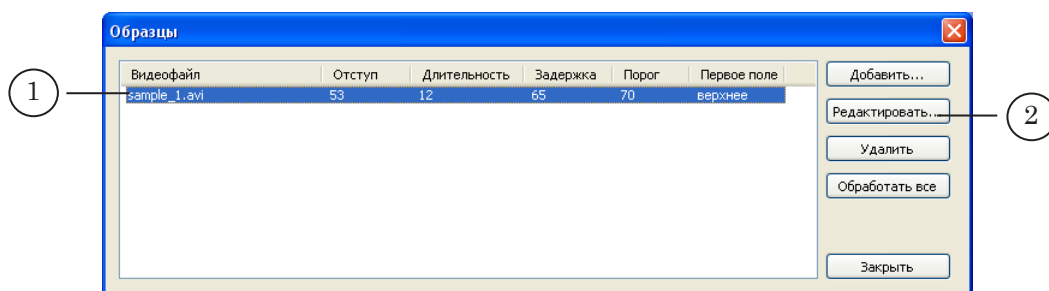 Образцы
Видеофайл Отступ Длительность Задержка Порог Первое поле
sample_1.avi 53 12 65 70 верхнее
Добавить...
Редактировать...
Удалить
Обработать все
Закрыть
1
2